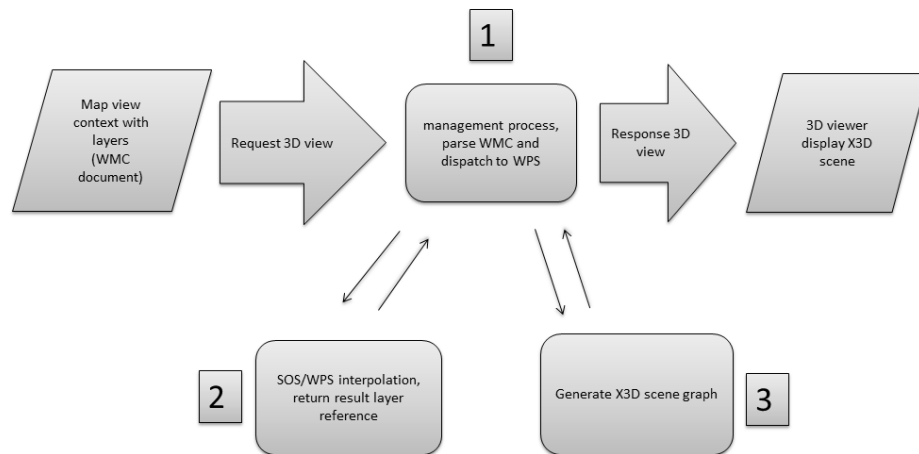 1
Map view
context with
layers
(WMC
document)
Request 3D view
management process,
parse WMC and
dispatch to WPS
Response 3D
view
3D viewer
display X3D
scene
2
SOS/WPS interpolation,
return result layer
reference
Generate X3D scene graph
3